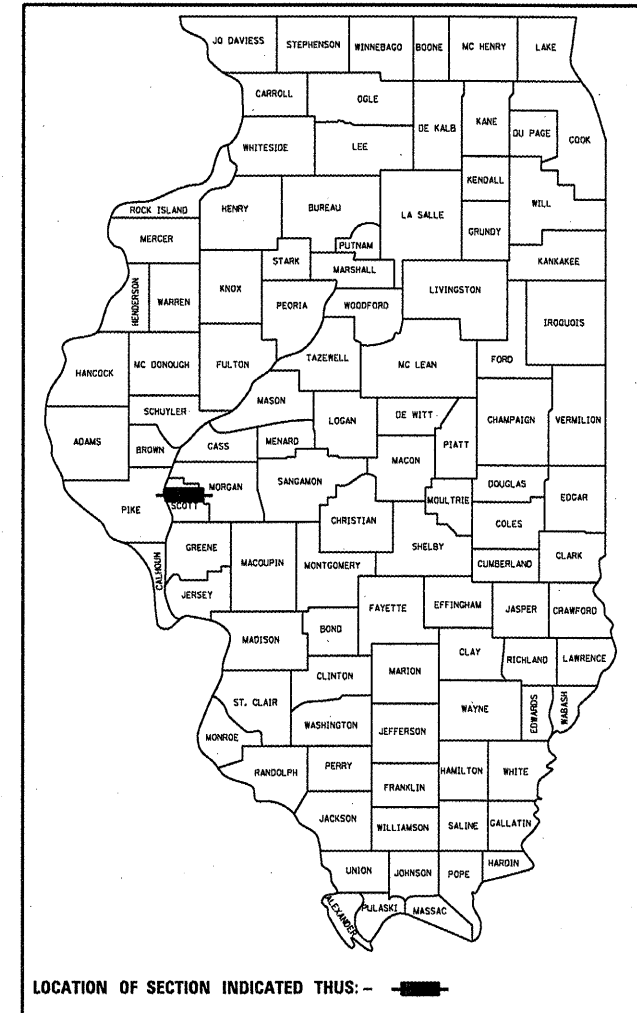 JO DAVIESS STEPHENSON WINNEBAGO BOONE MC HENRY LAKE
CARROLL OGLE DE KALB KANE DU PAGE COOK
WHITESIDE LEE KENDALL WILL
ROCK ISLAND HENRY BUREAU LA SALLE GRUNDY
MERCER PUTNAM KANKAKEE
STARK MARSHALL
HENDERSON WARREN KNOX PEORIA WOODFORD LIVINGSTON IROQUOIS
HANCOCK MC DONOUGH FULTON TAZEWELL MC LEAN FORD
SCHUYLER MASON LOGAN DE WITT CHAMPAIGN VERMILION
ADAMS BROWN CASS MENARD MACON PIATT
PIKE SCOTT MORGAN SANGAMON MOULTRIE DOUGLAS EDGAR
CHRISTIAN COLES
CALHOUN GREENE MACOUPIN MONTGOMERY SHELBY CUMBERLAND CLARK
JERSEY FAYETTE EFFINGHAM JASPER CRAWFORD
MADISON BOND CLAY RICHLAND LAWRENCE
CLINTON MARION
ST. CLAIR WAYNE EDWARDS WABASH
MONROE WASHINGTON JEFFERSON
RANDOLPH PERRY HAMILTON WHITE
FRANKLIN
JACKSON WILLIAMSON SALINE GALLATIN
UNION JOHNSON POPE HARDIN
ALEXANDER PULASKI MASSAC
LOCATION OF SECTION INDICATED THUS: -